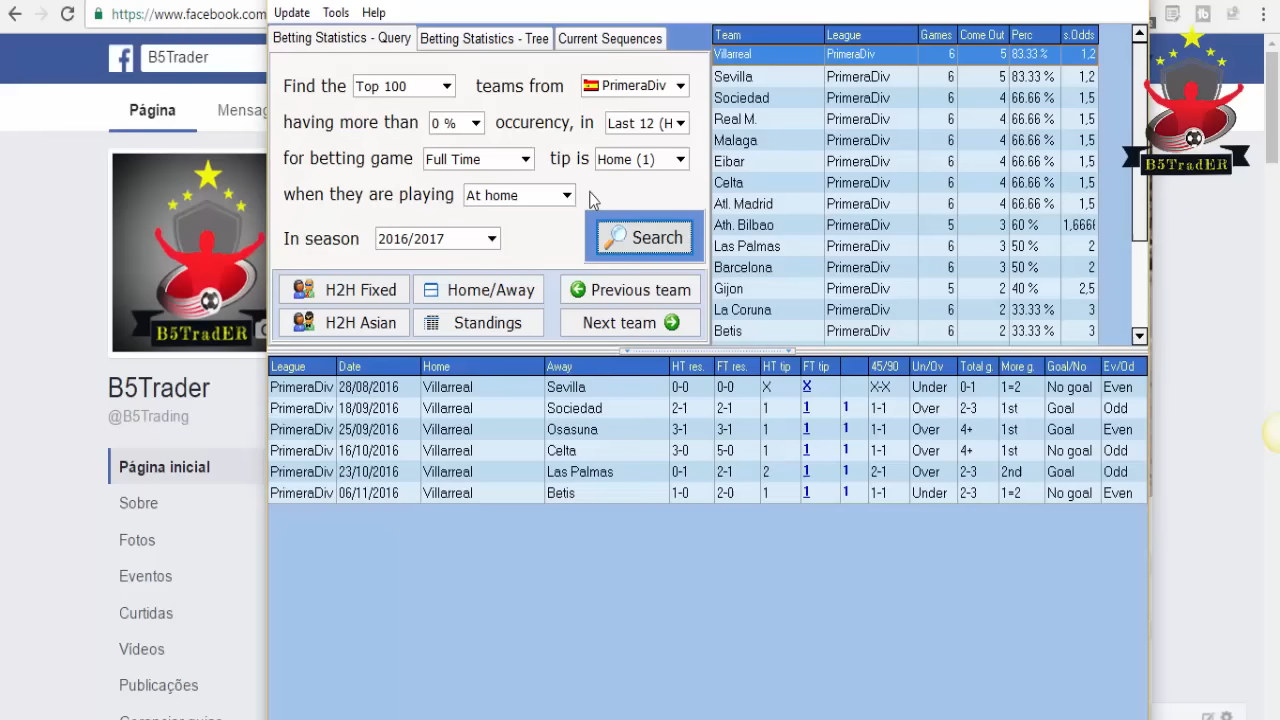 https://www.facebook.com
B5Trader
Página
Mensag
B5TradER
B5Trader
@B5Trading
Página inicial
Sobre
Fotos
Eventos
Curtidas
Vídeos
Publicações
Update Tools Help
Betting Statistics - Query Betting Statistics - Tree Current Sequences
Find the Top 100 teams from PrimeraDiv
having more than 0 % occurency, in Last 12 (H
for betting game Full Time tip is Home (1)
when they are playing At home
In season 2016/2017 Search
H2H Fixed Home/Away Previous team
H2H Asian Standings Next team
Team League Games Come Out Perc s.Odds
Villarreal PrimeraDiv 6 5 83.33 % 1,2
Sevilla PrimeraDiv 6 5 83.33 % 1,2
Sociedad PrimeraDiv 6 4 66.66 % 1,5
Real M. PrimeraDiv 6 4 66.66 % 1,5
Malaga PrimeraDiv 6 4 66.66 % 1,5
Eibar PrimeraDiv 6 4 66.66 % 1,5
Celta PrimeraDiv 6 4 66.66 % 1,5
Atl. Madrid PrimeraDiv 6 4 66.66 % 1,5
Ath. Bilbao PrimeraDiv 5 3 60 % 1,6666
Las Palmas PrimeraDiv 6 3 50 % 2
Barcelona PrimeraDiv 6 3 50 % 2
Gijon PrimeraDiv 5 2 40 % 2,5
La Coruna PrimeraDiv 6 2 33.33 % 3
Betis PrimeraDiv 6 2 33.33 % 3
B5TradER
League Date Home Away HT res. FT res. HT tip FT tip 45/90 Un/Ov Total g. More g. Goal/No Ev/Od
PrimeraDiv 28/08/2016 Villarreal Sevilla 0-0 0-0 X X X-X Under 0-1 1=2 No goal Even
PrimeraDiv 18/09/2016 Villarreal Sociedad 2-1 2-1 1 1 1 1-1 Over 2-3 1st Goal Odd
PrimeraDiv 25/09/2016 Villarreal Osasuna 3-1 3-1 1 1 1 1-1 Over 4+ 1st Goal Even
PrimeraDiv 16/10/2016 Villarreal Celta 3-0 5-0 1 1 1 1-1 Over 4+ 1st No goal Odd
PrimeraDiv 23/10/2016 Villarreal Las Palmas 0-1 2-1 2 1 1 2-1 Over 2-3 2nd Goal Odd
PrimeraDiv 06/11/2016 Villarreal Betis 1-0 2-0 1 1 1 1-1 Under 2-3 1=2 No goal Even